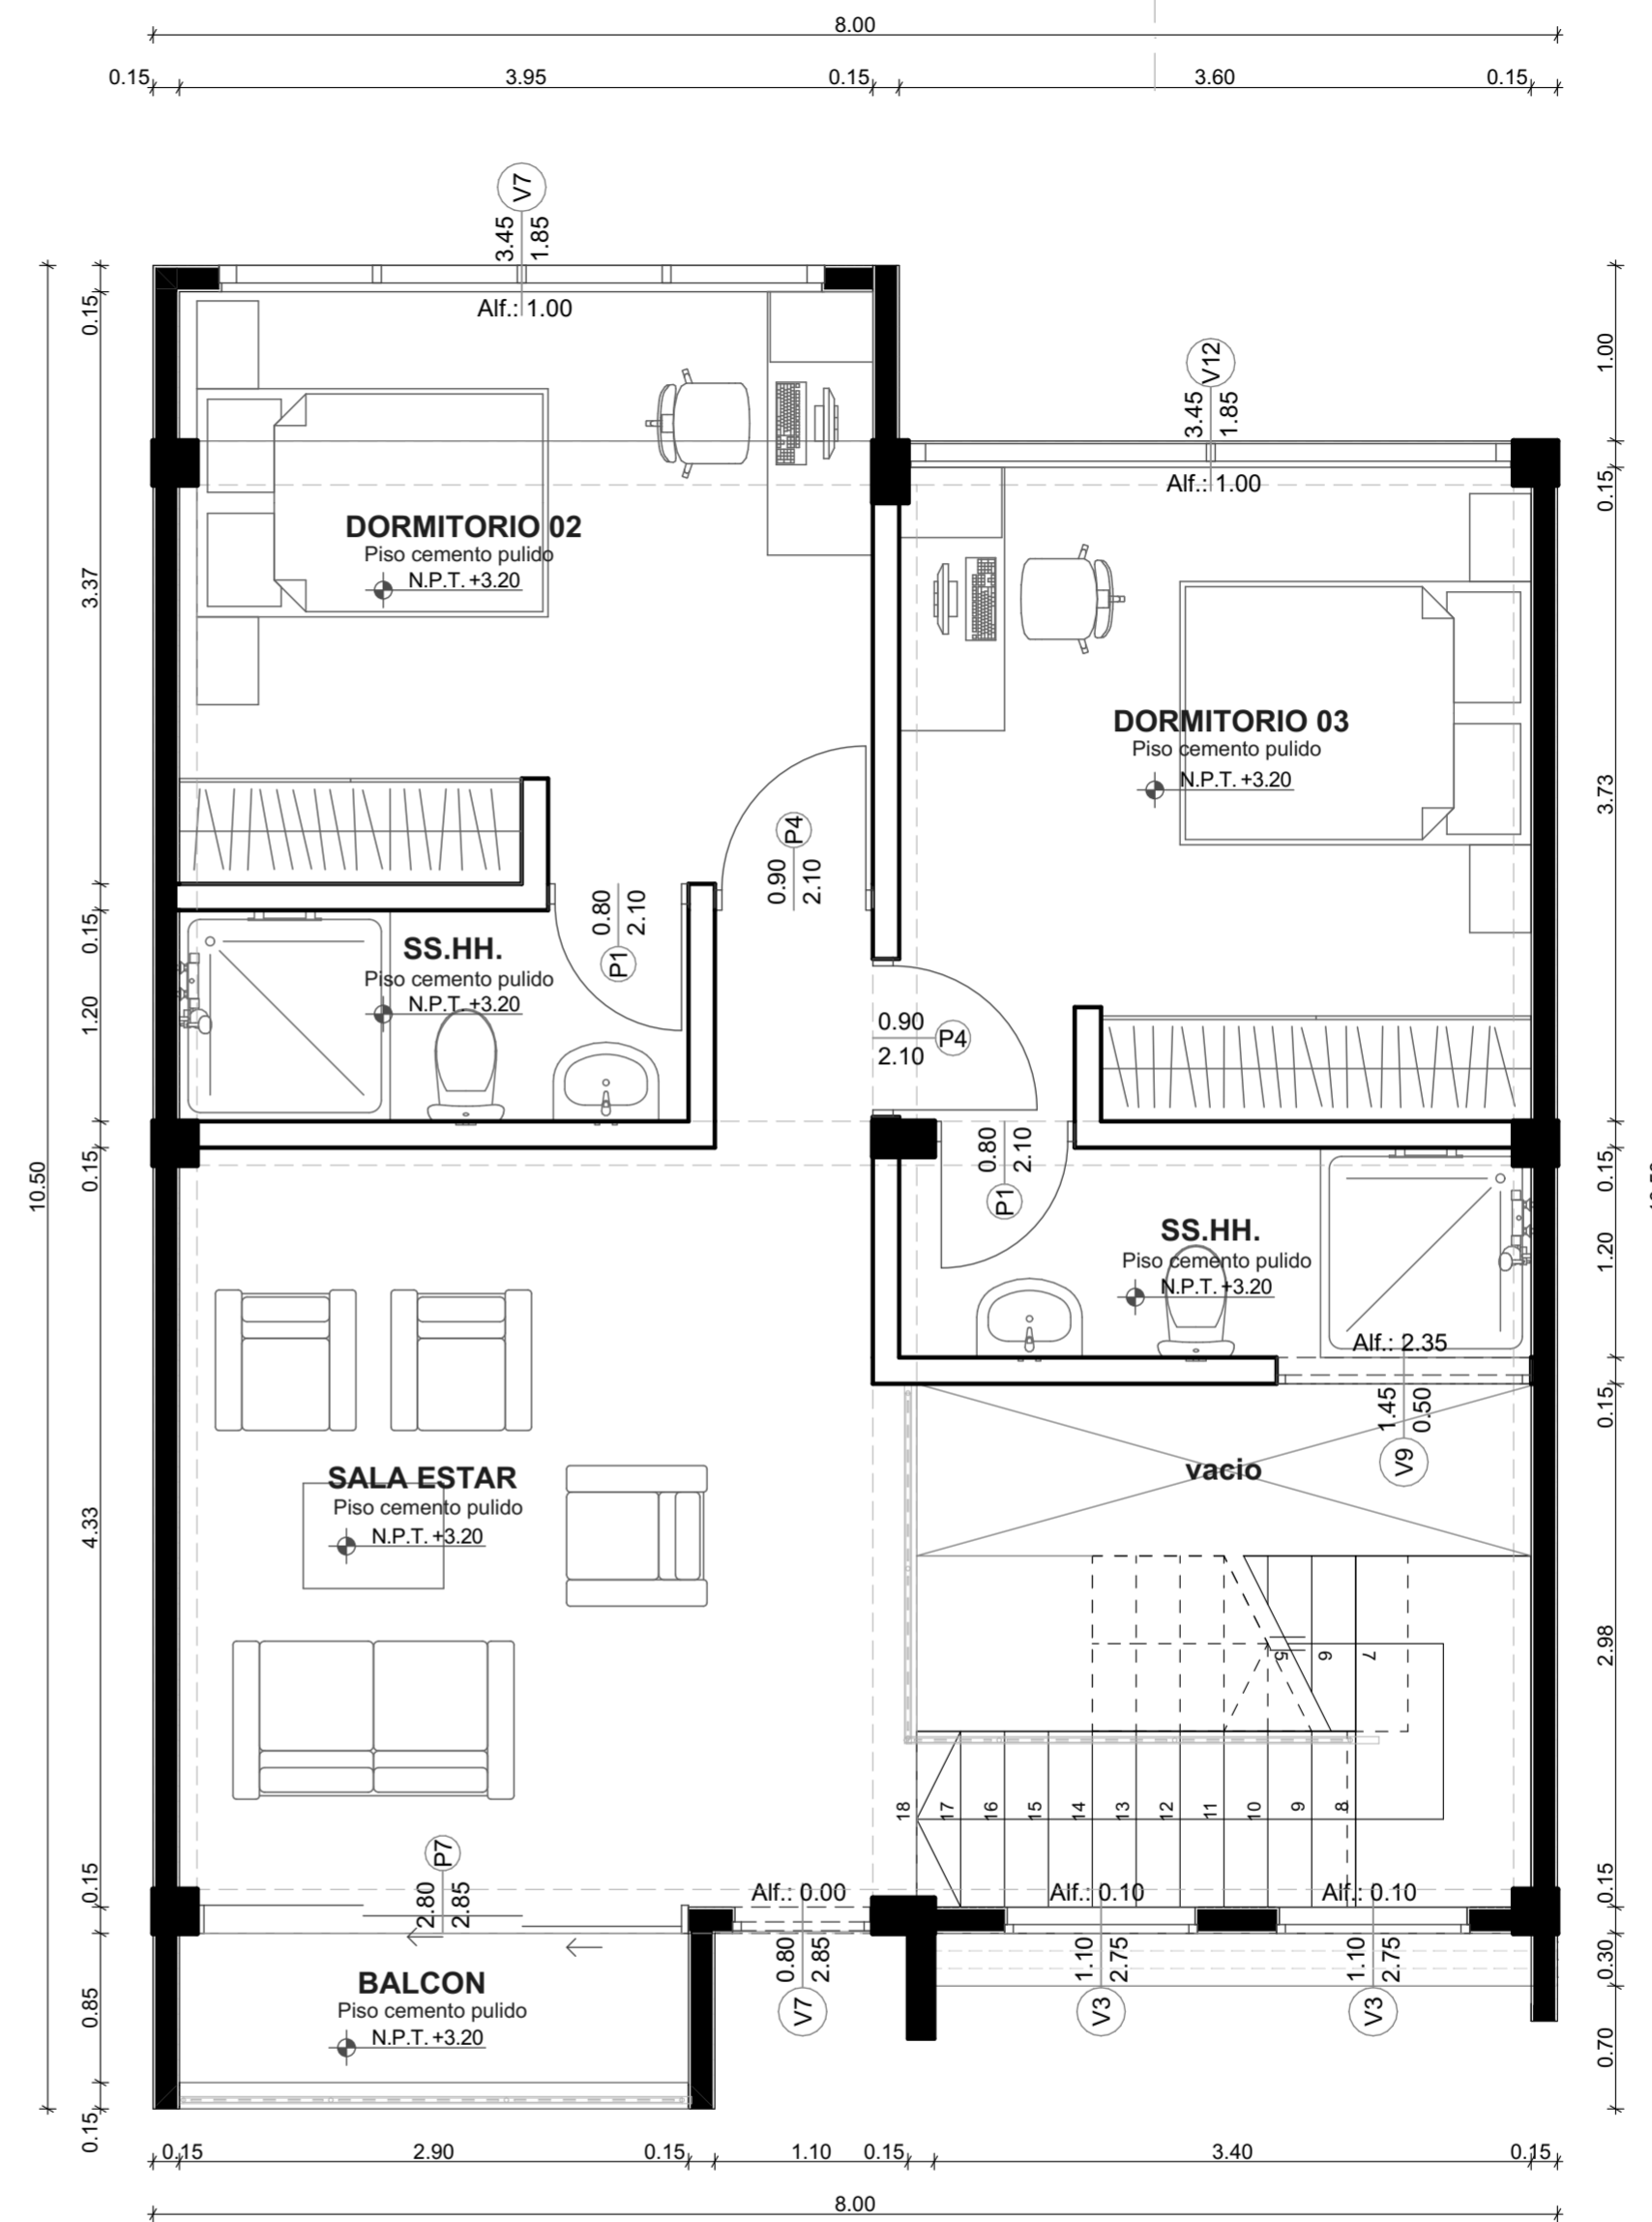 8.00
0.15 3.95 0.15 3.60 0.15
V7
3.45
1.85
Alf.: 1.00
V12
3.45
1.85
Alf.: 1.00
DORMITORIO 02
Piso cemento pulido
N.P.T. +3.20
DORMITORIO 03
Piso cemento pulido
N.P.T. +3.20
P4
0.90
2.10
0.80
2.10
P1
SS.HH.
Piso cemento pulido
N.P.T. +3.20
0.90
2.10
P4
0.80
2.10
P1
SS.HH.
Piso cemento pulido
N.P.T. +3.20
Alf.: 2.35
1.45
0.50
V9
vacio
SALA ESTAR
Piso cemento pulido
N.P.T. +3.20
5
6
7
18 17 16 15 14 13 12 11 10 9 8
P7
2.80
2.85
Alf.: 0.00
0.80
2.85
V7
Alf.: 0.10
1.10
2.75
V3
Alf.: 0.10
1.10
2.75
V3
BALCON
Piso cemento pulido
N.P.T. +3.20
10.50
0.15
3.37
0.15
1.20
0.15
4.33
0.15
0.85
0.15
1.00
0.15
3.73
0.15
1.20
0.15
2.98
0.15
0.30
0.70
0.15 2.90 0.15 1.10 0.15 3.40 0.15
8.00